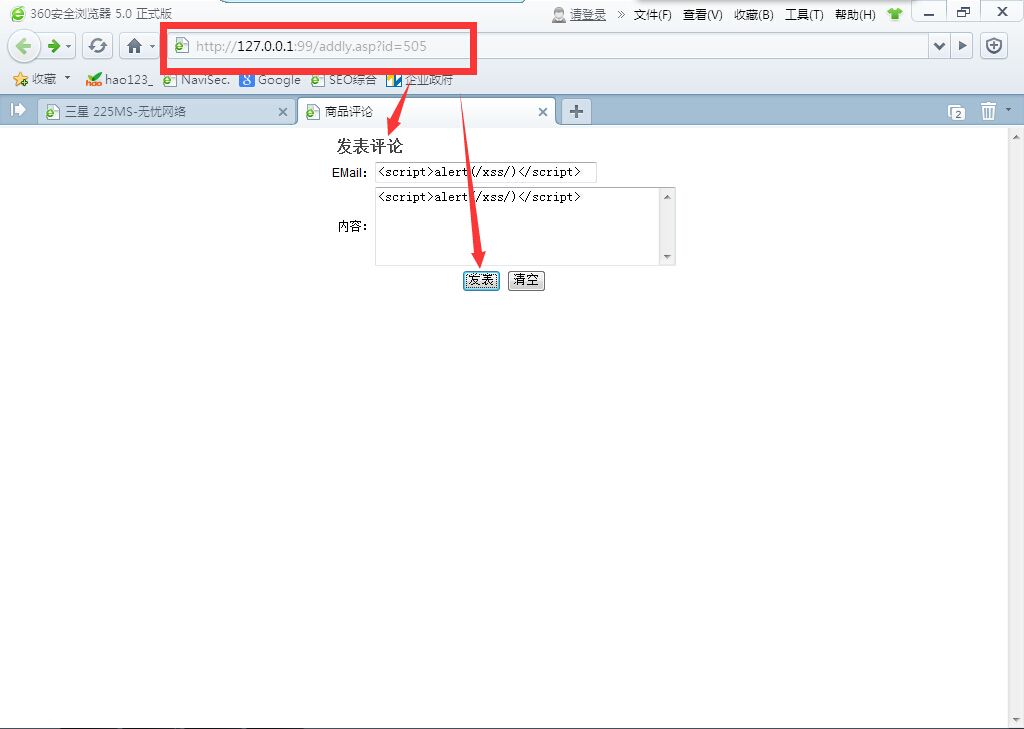 360安全浏览器 5.0 正式版
请登录 » 文件(F) 查看(V) 收藏(B) 工具(T) 帮助(H)
http://127.0.0.1:99/addly.asp?id=505
收藏 hao123_ NaviSec. Google SEO综合 企业政府
三星 225MS-无忧网络 商品评论 2
发表评论
EMail: <script>alert(/xss/)</script>
<script>alert(/xss/)</script>
内容:
发表 清空